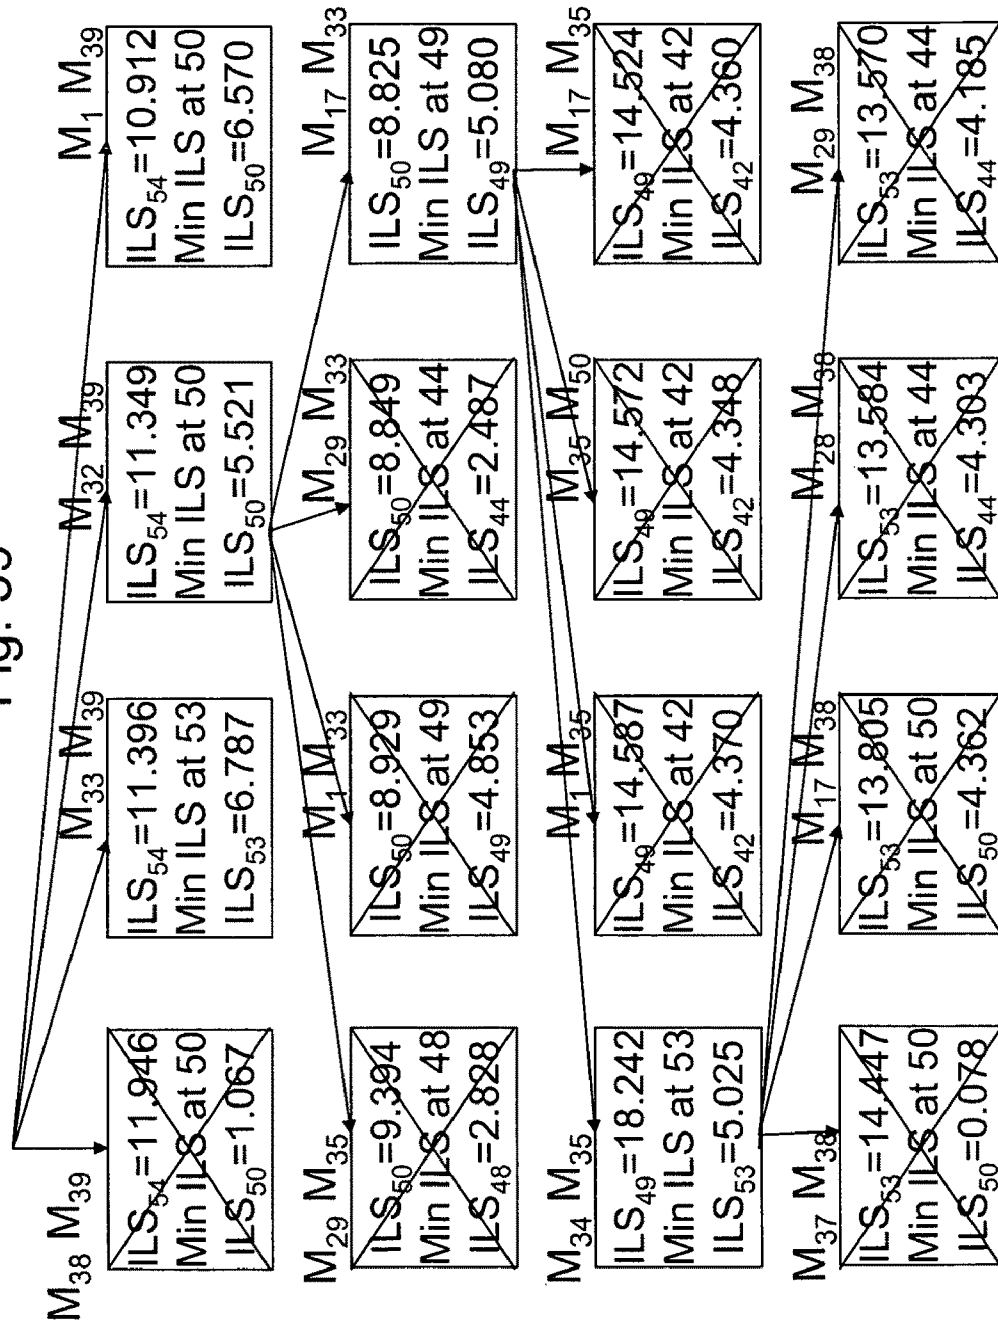 M₃₈ M₃₉
ILS₅₄=11.946
Min ILS at 50
ILS₅₀=1.067
M₃₃ M₃₉
ILS₅₄=11.396
Min ILS at 53
ILS₅₃=6.787
M₃₂ M₃₉
ILS₅₄=11.349
Min ILS at 50
ILS₅₀=5.521
M₁ M₃₉
ILS₅₄=10.912
Min ILS at 50
ILS₅₀=6.570
M₂₉ M₃₅
ILS₅₀=9.394
Min ILS at 48
ILS₄₈=2.828
M₁ M₃₃
ILS₅₀=8.929
Min ILS at 49
ILS₄₉=4.853
M₂₉ M₃₃
ILS₅₀=8.849
Min ILS at 44
ILS₄₄=2.487
M₁₇ M₃₃
ILS₅₀=8.825
Min ILS at 49
ILS₄₉=5.080
M₃₄ M₃₅
ILS₄₉=18.242
Min ILS at 53
ILS₅₃=5.025
M₁ M₃₅
ILS₄₉=14.587
Min ILS at 42
ILS₄₂=4.370
M₃₅ M₅₀
ILS₄₉=14.572
Min ILS at 42
ILS₄₂=4.348
M₁₇ M₃₅
ILS₄₉=14.524
Min ILS at 42
ILS₄₂=4.360
M₃₇ M₃₈
ILS₅₃=14.447
Min ILS at 50
ILS₅₀=0.078
M₁₇ M₃₈
ILS₅₃=13.805
Min ILS at 50
ILS₅₀=4.362
M₂₈ M₃₈
ILS₅₃=13.584
Min ILS at 44
ILS₄₄=4.303
M₂₉ M₃₈
ILS₅₃=13.570
Min ILS at 44
ILS₄₄=4.185